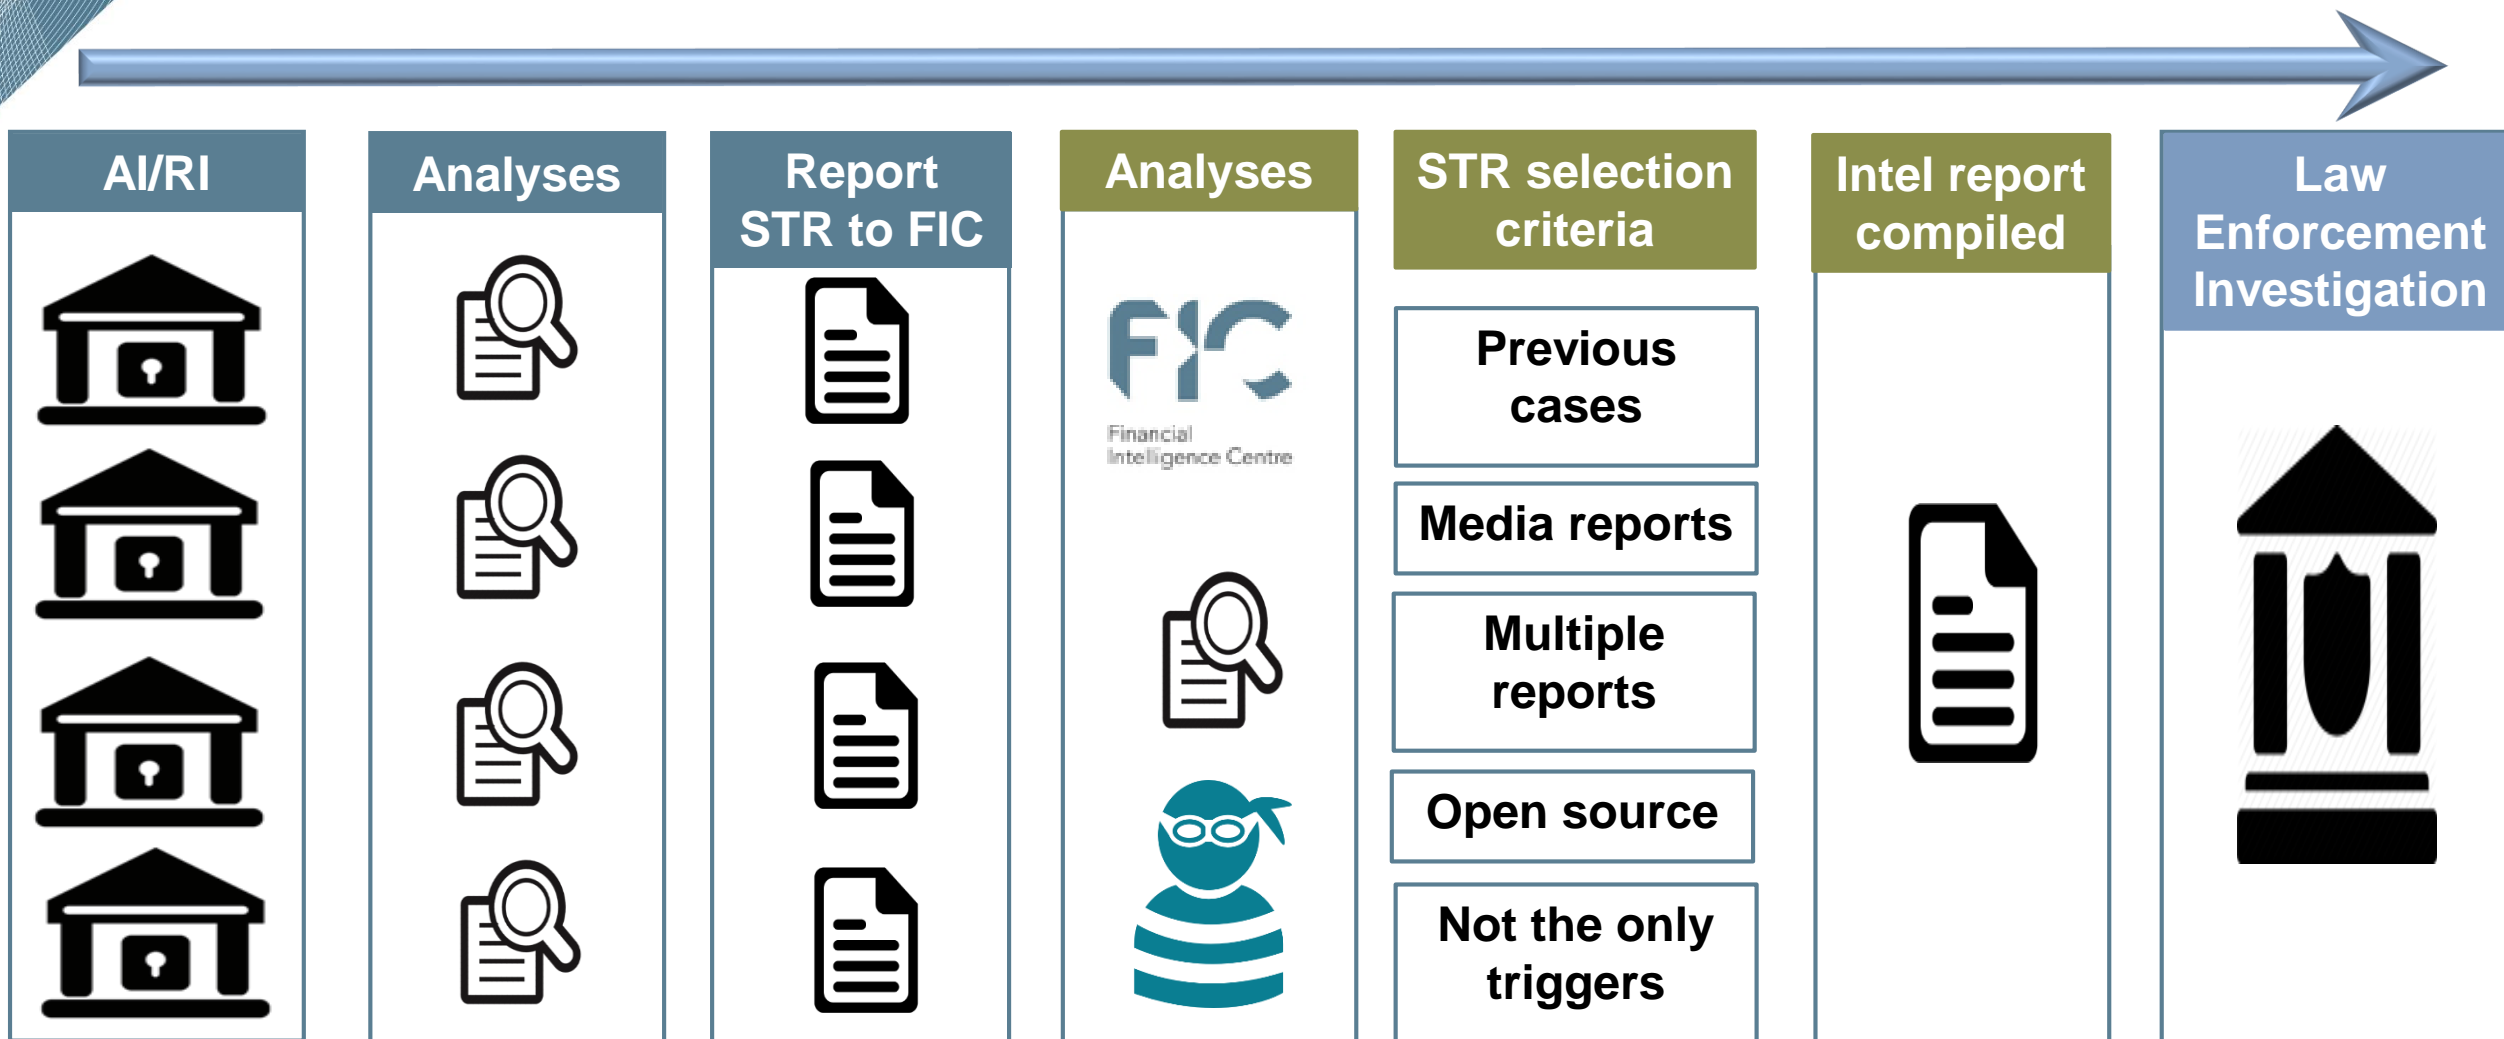 AI/RI
Analyses
Report
STR to FIC
Analyses
FIC
Financial
Intelligence Centre
STR selection
criteria
Previous
cases
Media reports
Multiple
reports
Open source
Not the only
triggers
Intel report
compiled
Law
Enforcement
Investigation